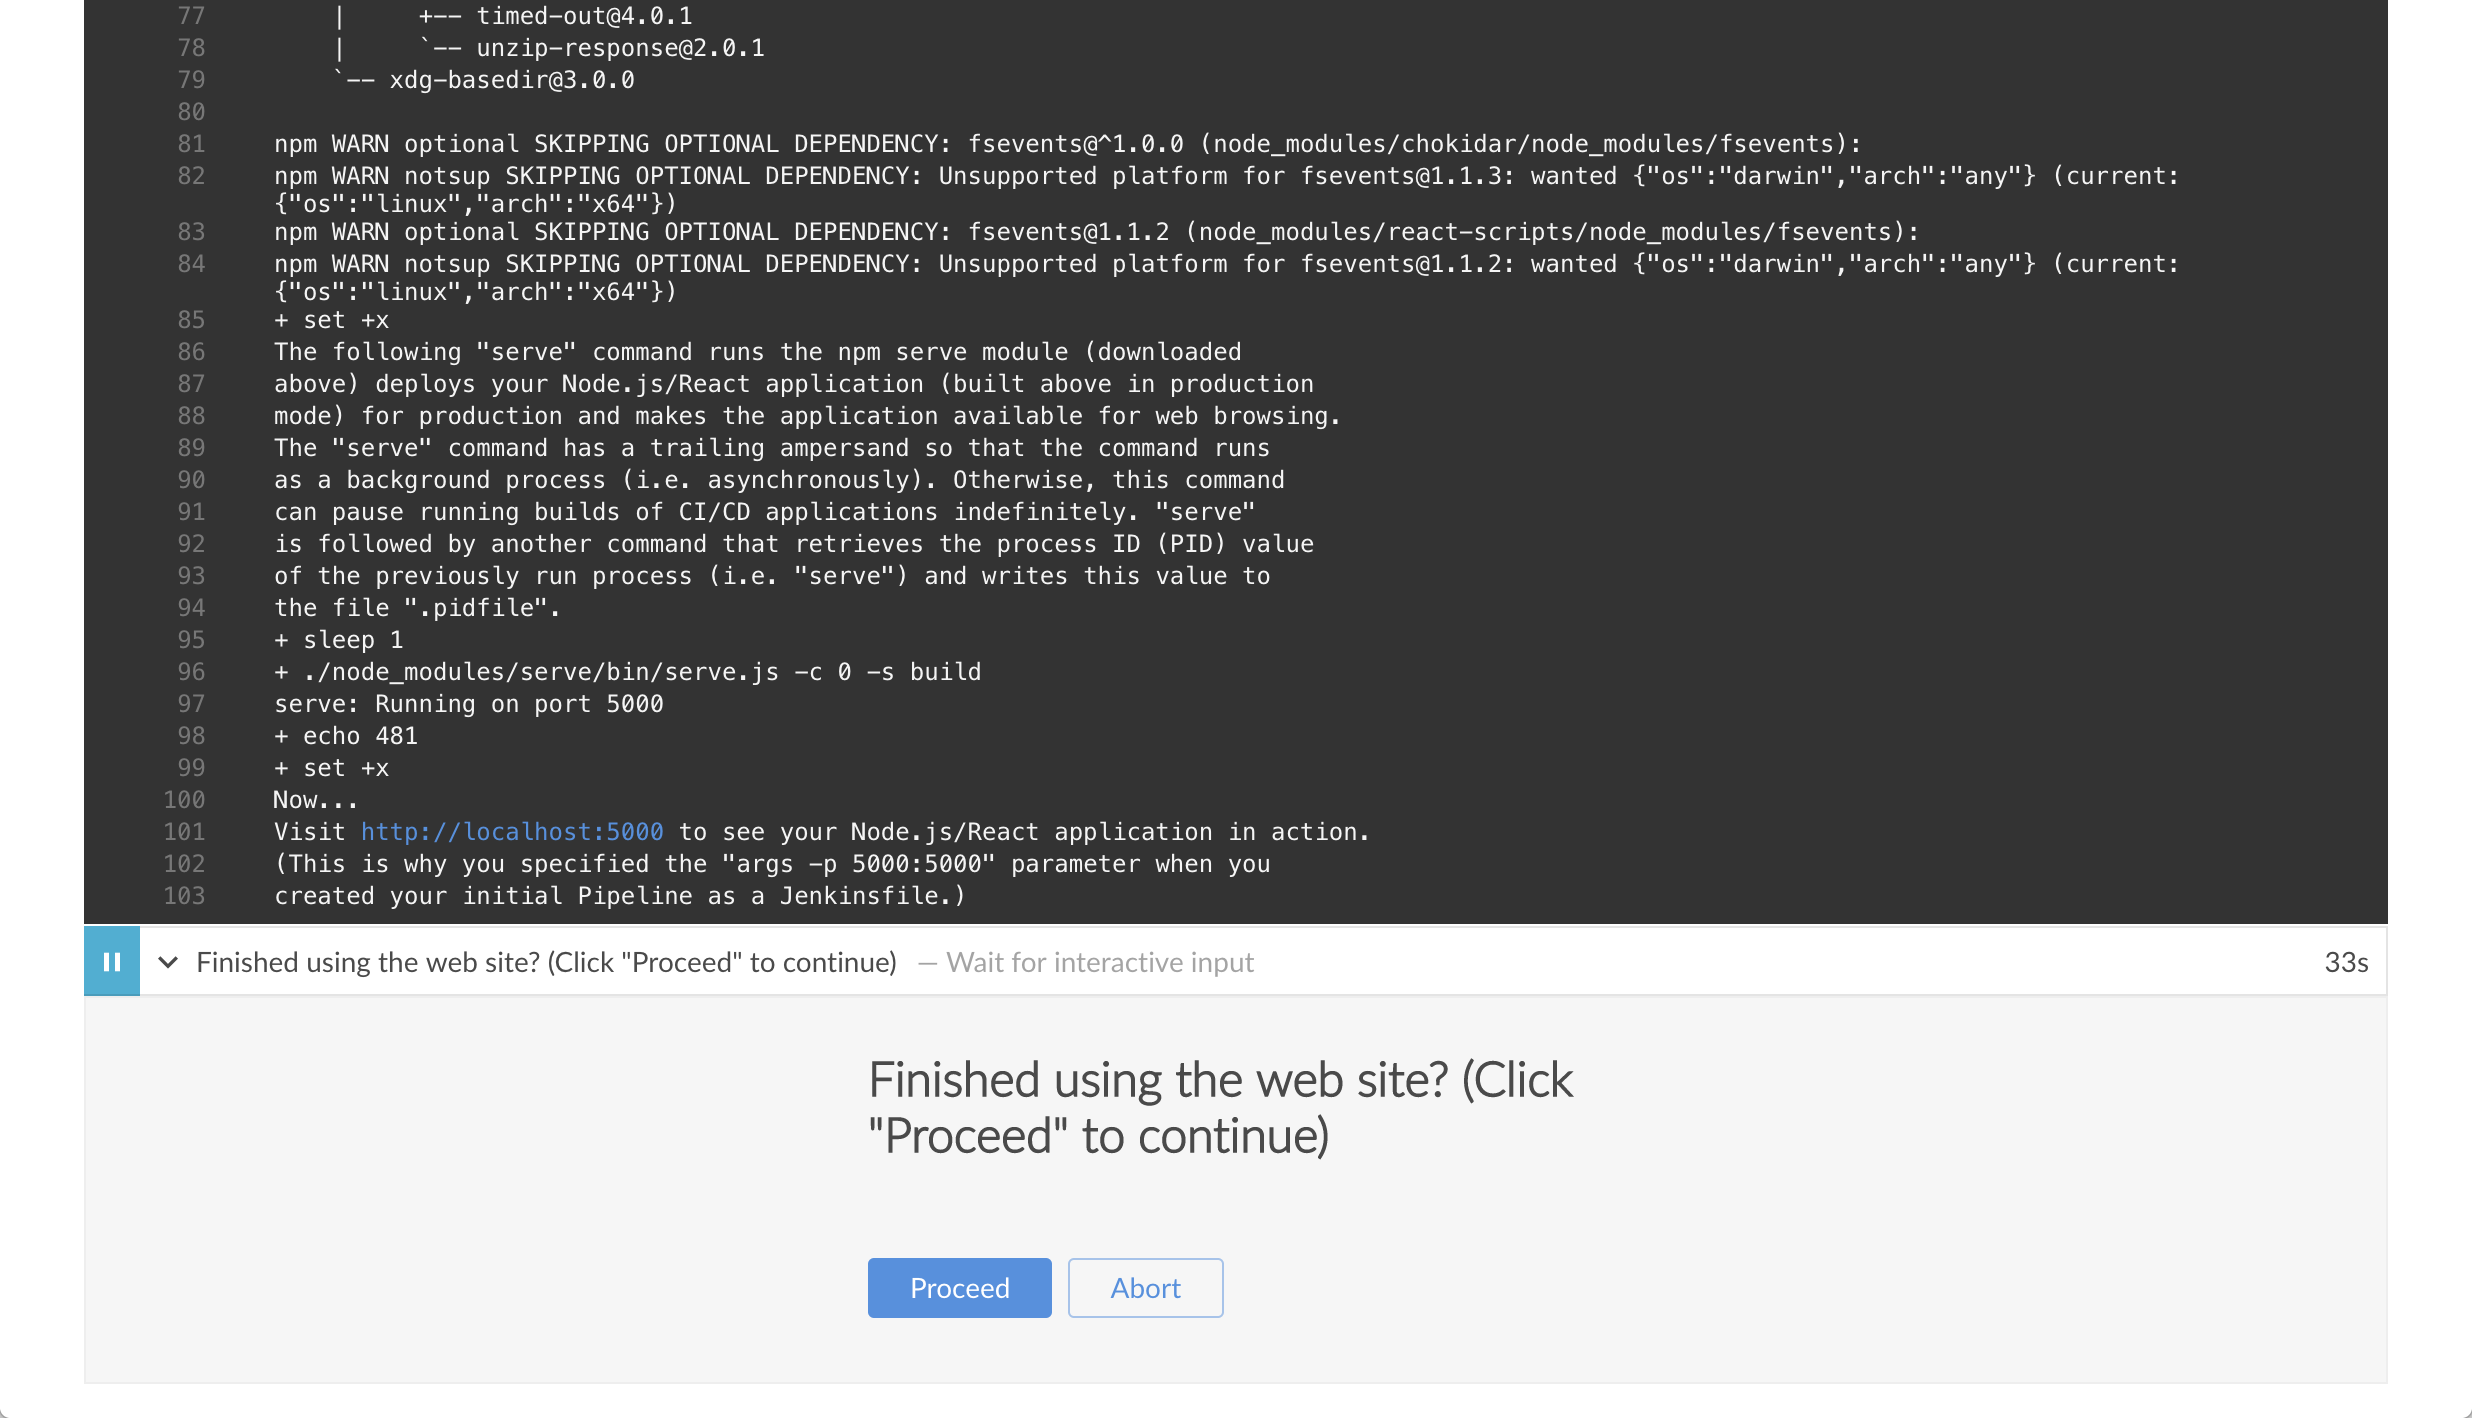 77 |     +-- timed-out@4.0.1
78 |     `-- unzip-response@2.0.1
79 `-- xdg-basedir@3.0.0
80
81 npm WARN optional SKIPPING OPTIONAL DEPENDENCY: fsevents@^1.0.0 (node_modules/chokidar/node_modules/fsevents):
82 npm WARN notsup SKIPPING OPTIONAL DEPENDENCY: Unsupported platform for fsevents@1.1.3: wanted {"os":"darwin","arch":"any"} (current:
{"os":"linux","arch":"x64"})
83 npm WARN optional SKIPPING OPTIONAL DEPENDENCY: fsevents@1.1.2 (node_modules/react-scripts/node_modules/fsevents):
84 npm WARN notsup SKIPPING OPTIONAL DEPENDENCY: Unsupported platform for fsevents@1.1.2: wanted {"os":"darwin","arch":"any"} (current:
{"os":"linux","arch":"x64"})
85 + set +x
86 The following "serve" command runs the npm serve module (downloaded
87 above) deploys your Node.js/React application (built above in production
88 mode) for production and makes the application available for web browsing.
89 The "serve" command has a trailing ampersand so that the command runs
90 as a background process (i.e. asynchronously). Otherwise, this command
91 can pause running builds of CI/CD applications indefinitely. "serve"
92 is followed by another command that retrieves the process ID (PID) value
93 of the previously run process (i.e. "serve") and writes this value to
94 the file ".pidfile".
95 + sleep 1
96 + ./node_modules/serve/bin/serve.js -c 0 -s build
97 serve: Running on port 5000
98 + echo 481
99 + set +x
100 Now...
101 Visit http://localhost:5000 to see your Node.js/React application in action.
102 (This is why you specified the "args -p 5000:5000" parameter when you
103 created your initial Pipeline as a Jenkinsfile.)
Finished using the web site? (Click "Proceed" to continue) — Wait for interactive input 33s
Finished using the web site? (Click
"Proceed" to continue)
Proceed Abort